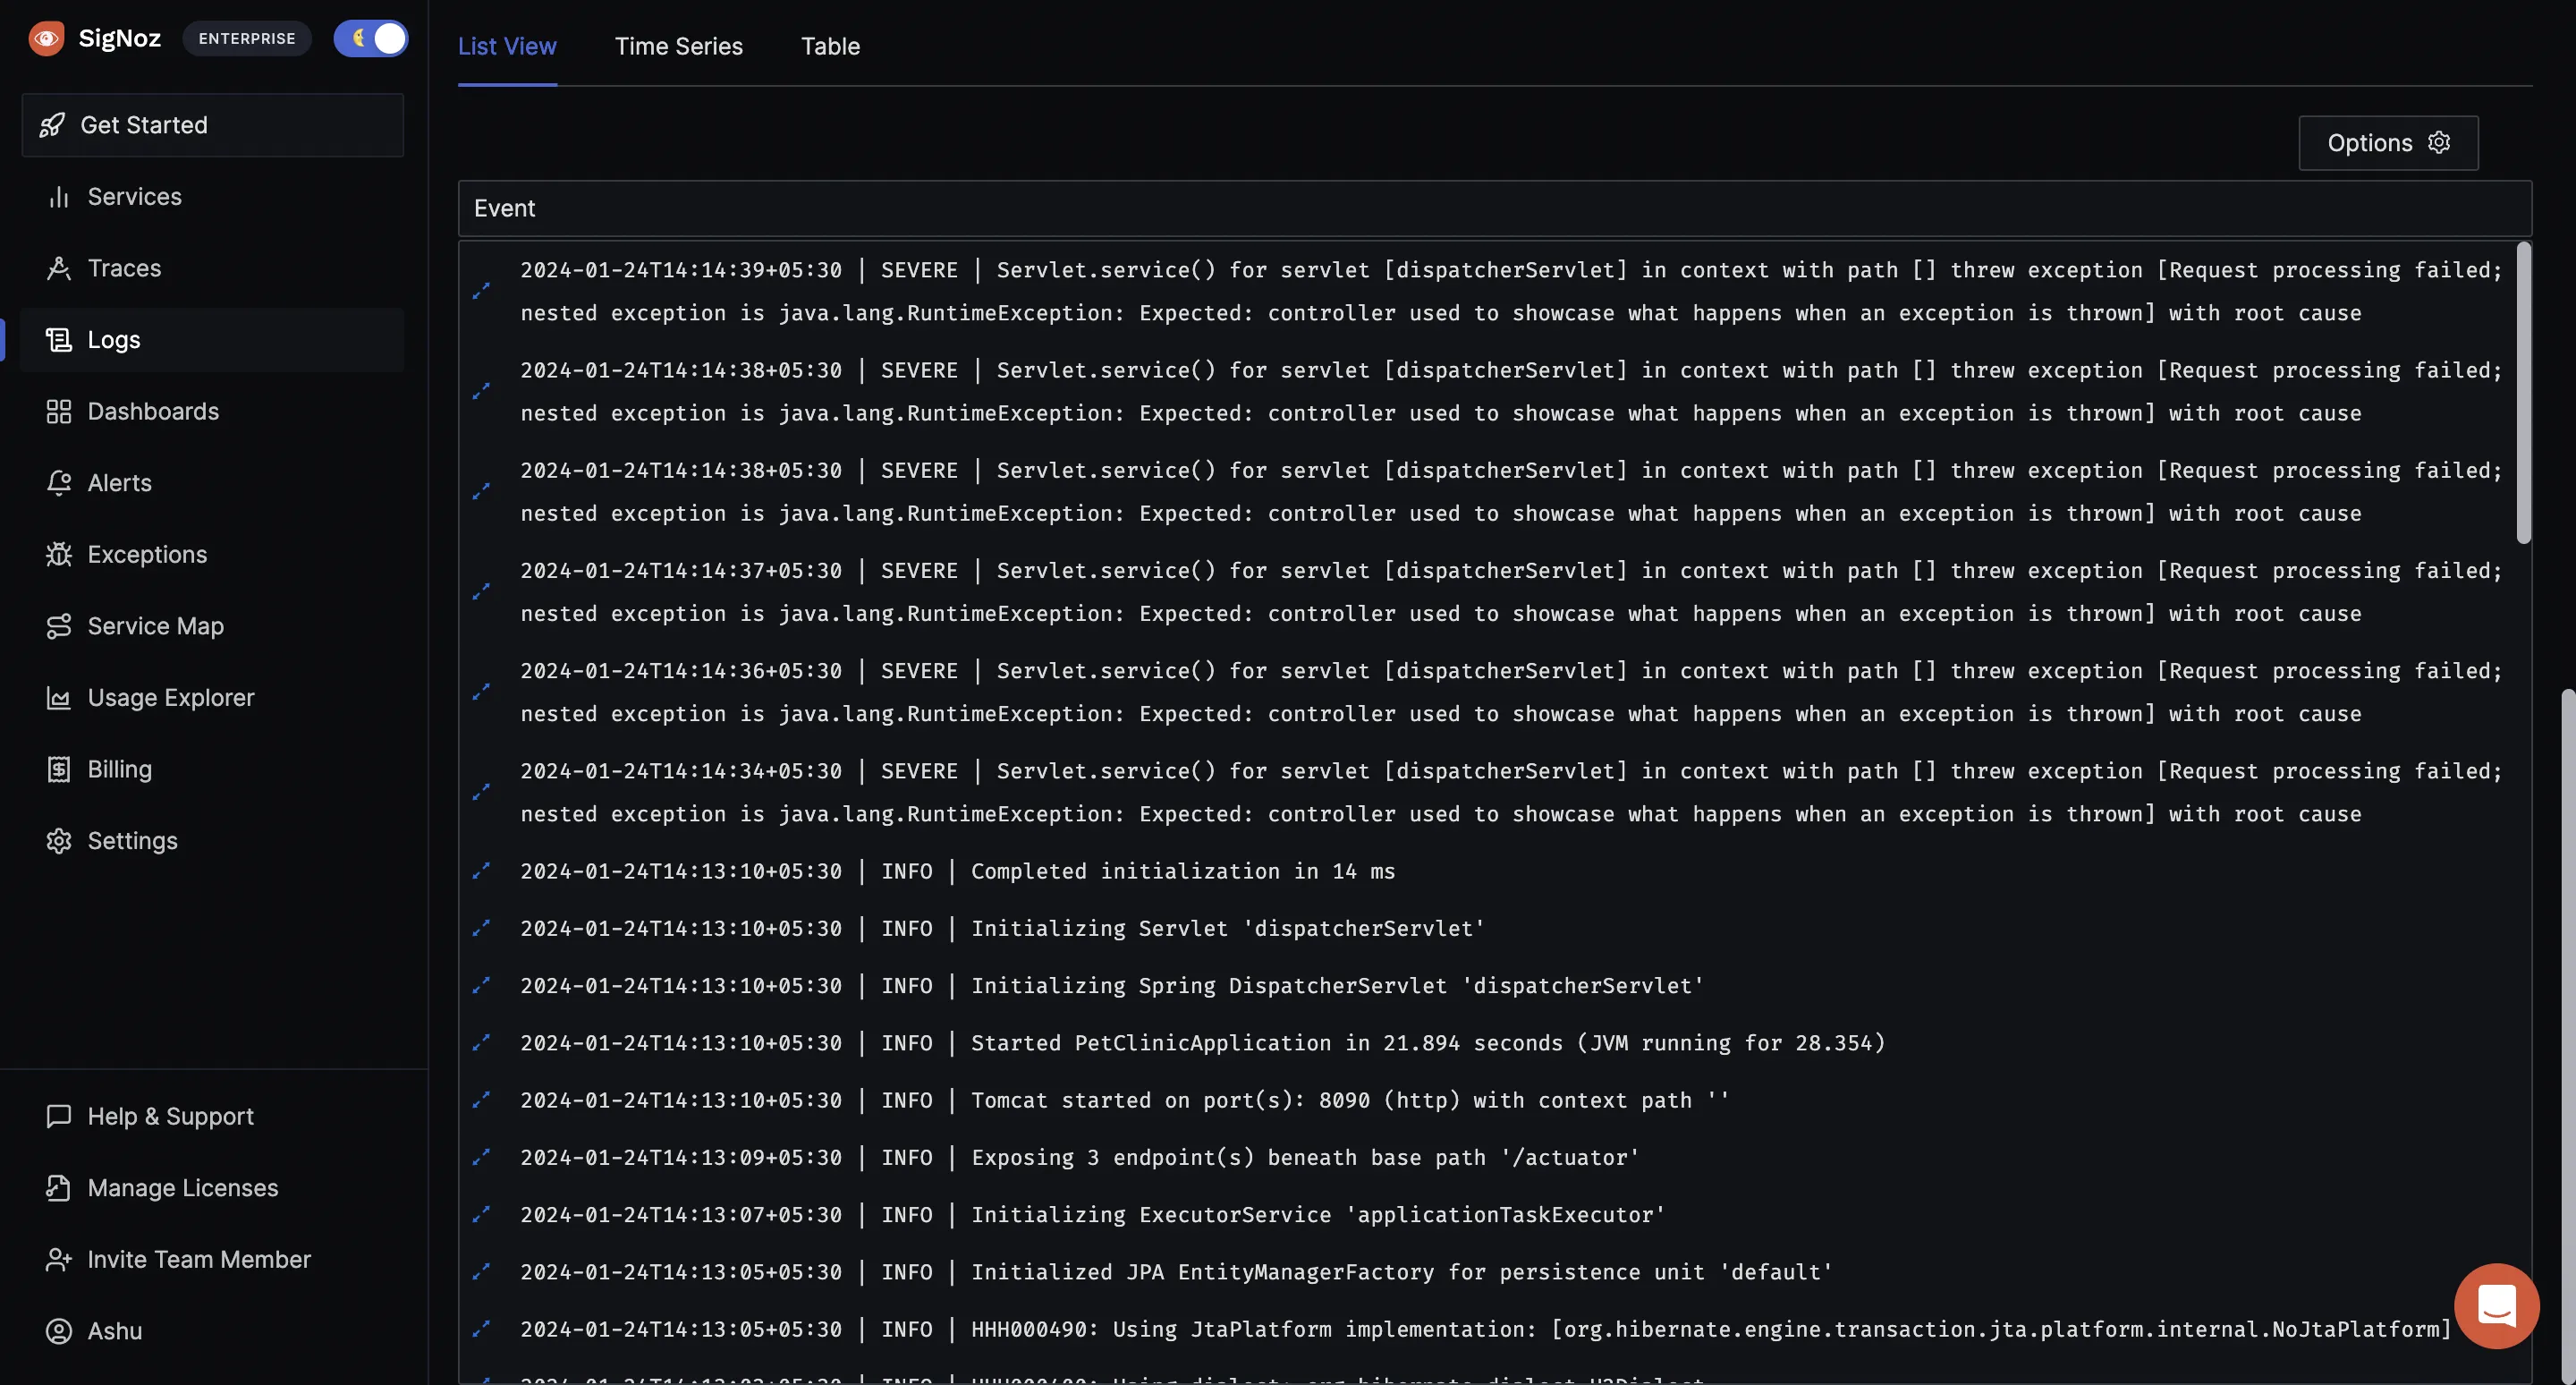 SigNoz ENTERPRISE
Get Started
Services
Traces
Logs
Dashboards
Alerts
Exceptions
Service Map
Usage Explorer
Billing
Settings
Help & Support
Manage Licenses
Invite Team Member
Ashu
List View Time Series Table
Options
Event
2024-01-24T14:14:39+05:30 | SEVERE | Servlet.service() for servlet [dispatcherServlet] in context with path [] threw exception [Request processing failed;
nested exception is java.lang.RuntimeException: Expected: controller used to showcase what happens when an exception is thrown] with root cause
2024-01-24T14:14:38+05:30 | SEVERE | Servlet.service() for servlet [dispatcherServlet] in context with path [] threw exception [Request processing failed;
nested exception is java.lang.RuntimeException: Expected: controller used to showcase what happens when an exception is thrown] with root cause
2024-01-24T14:14:38+05:30 | SEVERE | Servlet.service() for servlet [dispatcherServlet] in context with path [] threw exception [Request processing failed;
nested exception is java.lang.RuntimeException: Expected: controller used to showcase what happens when an exception is thrown] with root cause
2024-01-24T14:14:37+05:30 | SEVERE | Servlet.service() for servlet [dispatcherServlet] in context with path [] threw exception [Request processing failed;
nested exception is java.lang.RuntimeException: Expected: controller used to showcase what happens when an exception is thrown] with root cause
2024-01-24T14:14:36+05:30 | SEVERE | Servlet.service() for servlet [dispatcherServlet] in context with path [] threw exception [Request processing failed;
nested exception is java.lang.RuntimeException: Expected: controller used to showcase what happens when an exception is thrown] with root cause
2024-01-24T14:14:34+05:30 | SEVERE | Servlet.service() for servlet [dispatcherServlet] in context with path [] threw exception [Request processing failed;
nested exception is java.lang.RuntimeException: Expected: controller used to showcase what happens when an exception is thrown] with root cause
2024-01-24T14:13:10+05:30 | INFO | Completed initialization in 14 ms
2024-01-24T14:13:10+05:30 | INFO | Initializing Servlet 'dispatcherServlet'
2024-01-24T14:13:10+05:30 | INFO | Initializing Spring DispatcherServlet 'dispatcherServlet'
2024-01-24T14:13:10+05:30 | INFO | Started PetClinicApplication in 21.894 seconds (JVM running for 28.354)
2024-01-24T14:13:10+05:30 | INFO | Tomcat started on port(s): 8090 (http) with context path ''
2024-01-24T14:13:09+05:30 | INFO | Exposing 3 endpoint(s) beneath base path '/actuator'
2024-01-24T14:13:07+05:30 | INFO | Initializing ExecutorService 'applicationTaskExecutor'
2024-01-24T14:13:05+05:30 | INFO | Initialized JPA EntityManagerFactory for persistence unit 'default'
2024-01-24T14:13:05+05:30 | INFO | HHH000490: Using JtaPlatform implementation: [org.hibernate.engine.transaction.jta.platform.internal.NoJtaPlatform]